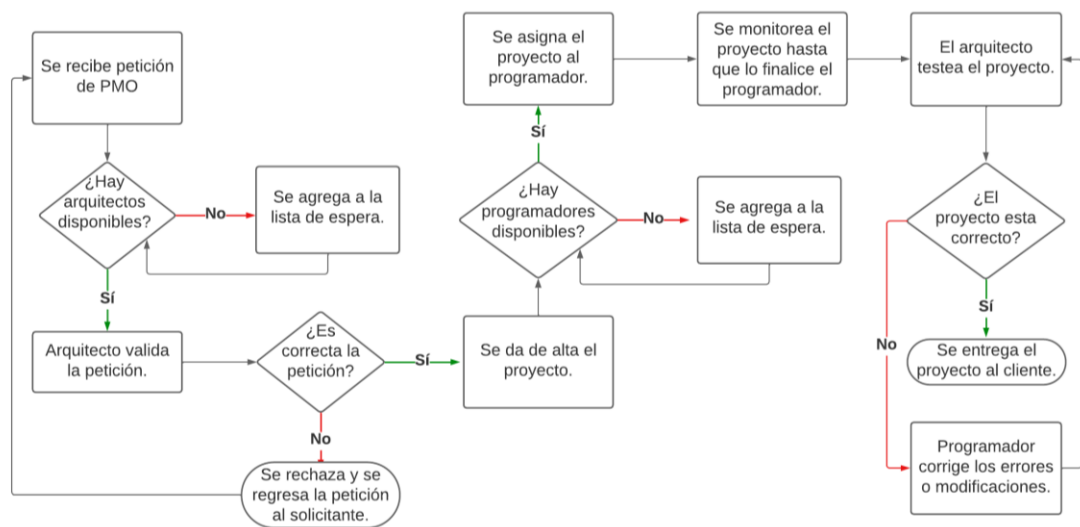 Se recibe petición
de PMO
¿Hay
arquitectos
disponibles?
No
Se agrega a la
lista de espera.
Sí
Arquitecto valida
la petición.
¿Es
correcta la
petición?
No
Se rechaza y se
regresa la petición
al solicitante.
Sí
Se da de alta el
proyecto.
¿Hay
programadores
disponibles?
No
Se agrega a la
lista de espera.
Sí
Se asigna el
proyecto al
programador.
Se monitorea el
proyecto hasta
que lo finalice el
programador.
El arquitecto
testea el proyecto.
¿El
proyecto esta
correcto?
Sí
Se entrega el
proyecto al cliente.
No
Programador
corrige los errores
o modificaciones.